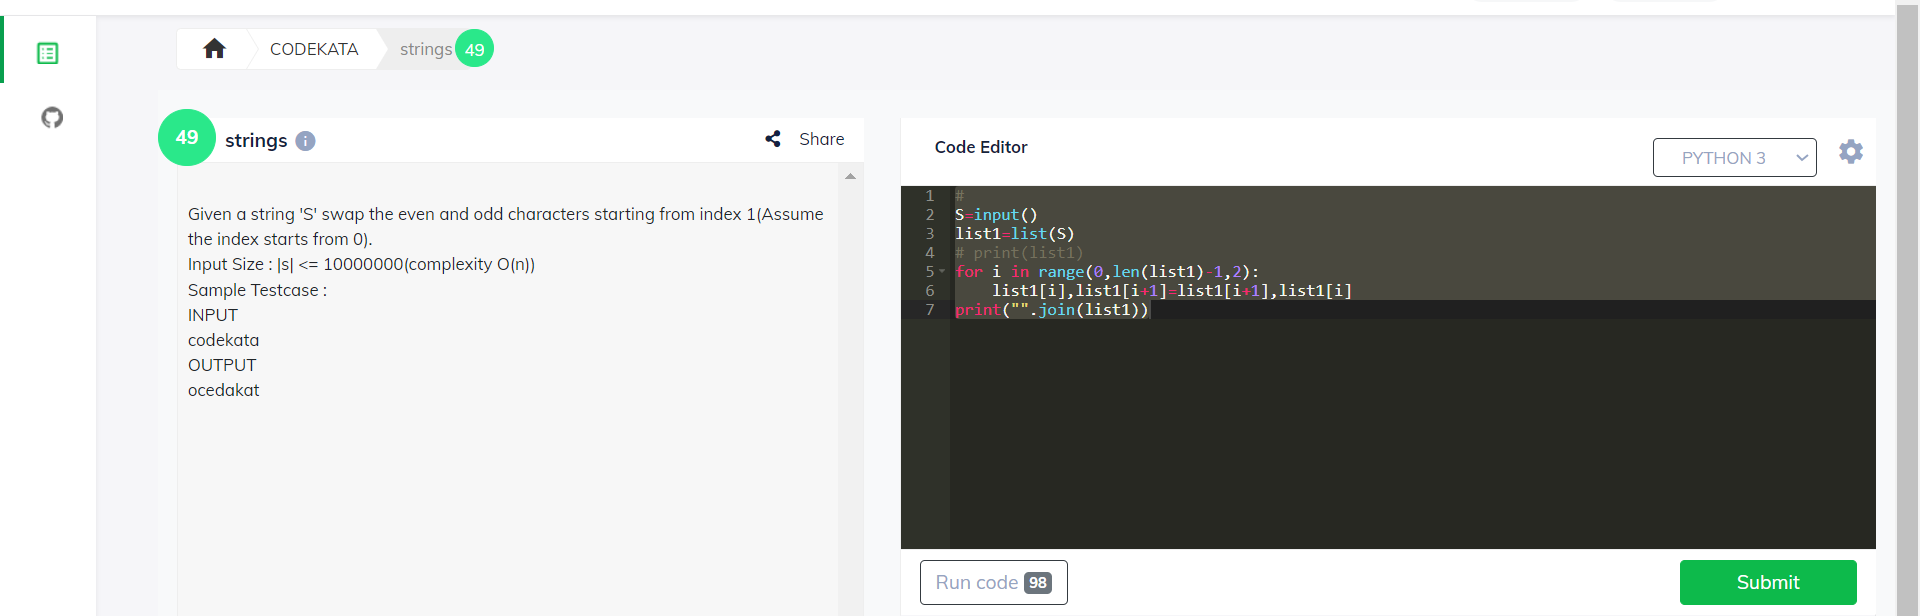 CODEKATA
strings 49
49
strings i
Share
Given a string 'S' swap the even and odd characters starting from index 1(Assume
the index starts from 0).
Input Size : |s| <= 10000000(complexity O(n))
Sample Testcase :
INPUT
codekata
OUTPUT
ocedakat
Code Editor
PYTHON 3
1 #
2 S=input()
3 list1=list(S)
4 # print(list1)
5 for i in range(0,len(list1)-1,2):
6     list1[i],list1[i+1]=list1[i+1],list1[i]
7 print("".join(list1))
Run code 98
Submit